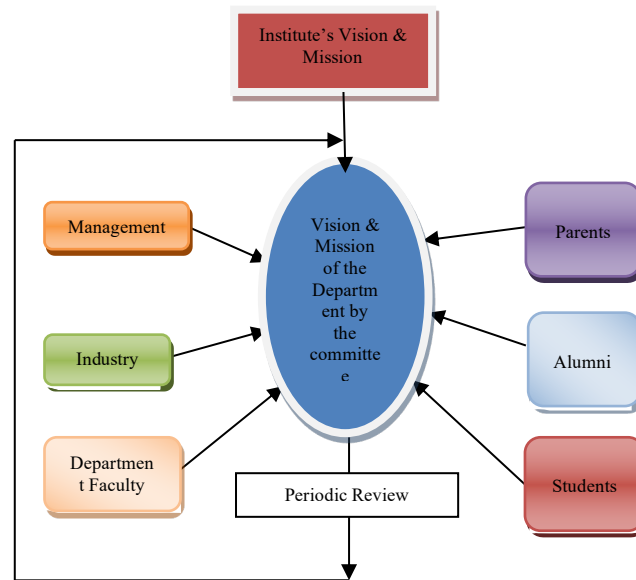 Institute's Vision &
Mission
Management
Industry
Departmen
t Faculty
Vision &
Mission
of the
Departm
ent by
the
committe
e
Parents
Alumni
Students
Periodic Review